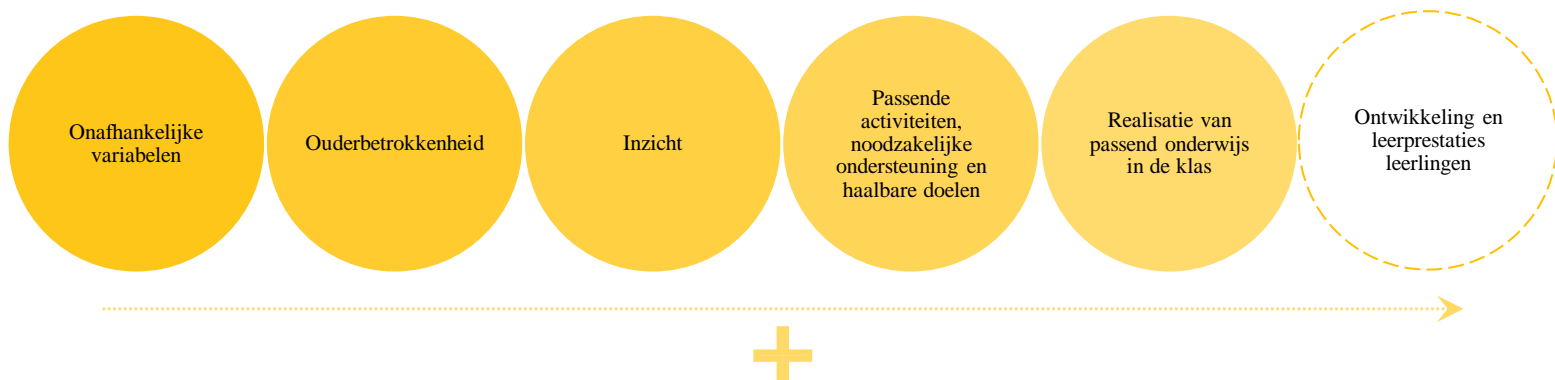 Onafhankelijke
variabelen
Ouderbetrokkenheid
Inzicht
Passende
activiteiten,
noodzakelijke
ondersteuning en
haalbare doelen
Realisatie van
passend onderwijs
in de klas
Ontwikkeling en
leerprestaties
leerlingen